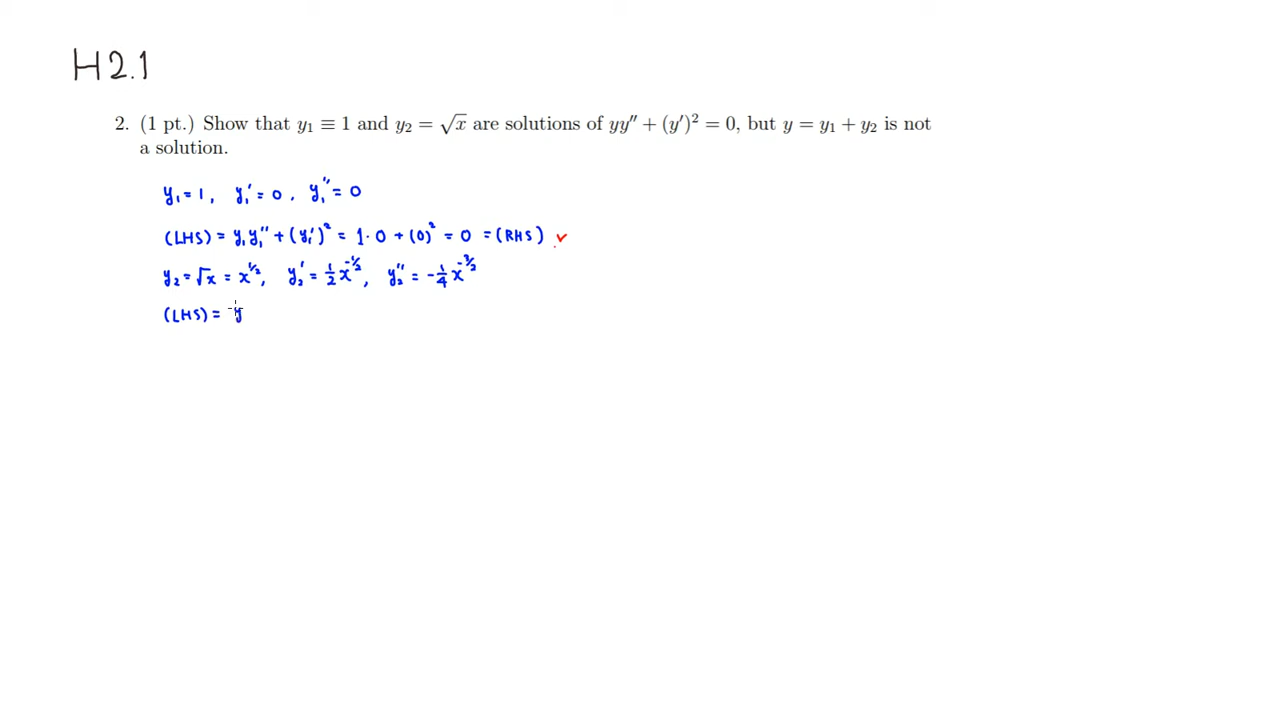 H2.1
2. (1 pt.) Show that y₁ ≡ 1 and y₂ = √x are solutions of yy″ + (y′)² = 0, but y = y₁ + y₂ is not
a solution.
y₁ = 1, y₁′ = 0, y₁″ = 0
(LHS) = y₁y₁″ + (y₁′)² = 1·0 + (0)² = 0 = (RHS) ✓
y₂ = √x = x^½, y₂′ = ½x^-½, y₂″ = -¼x^-3/2
(LHS) = y